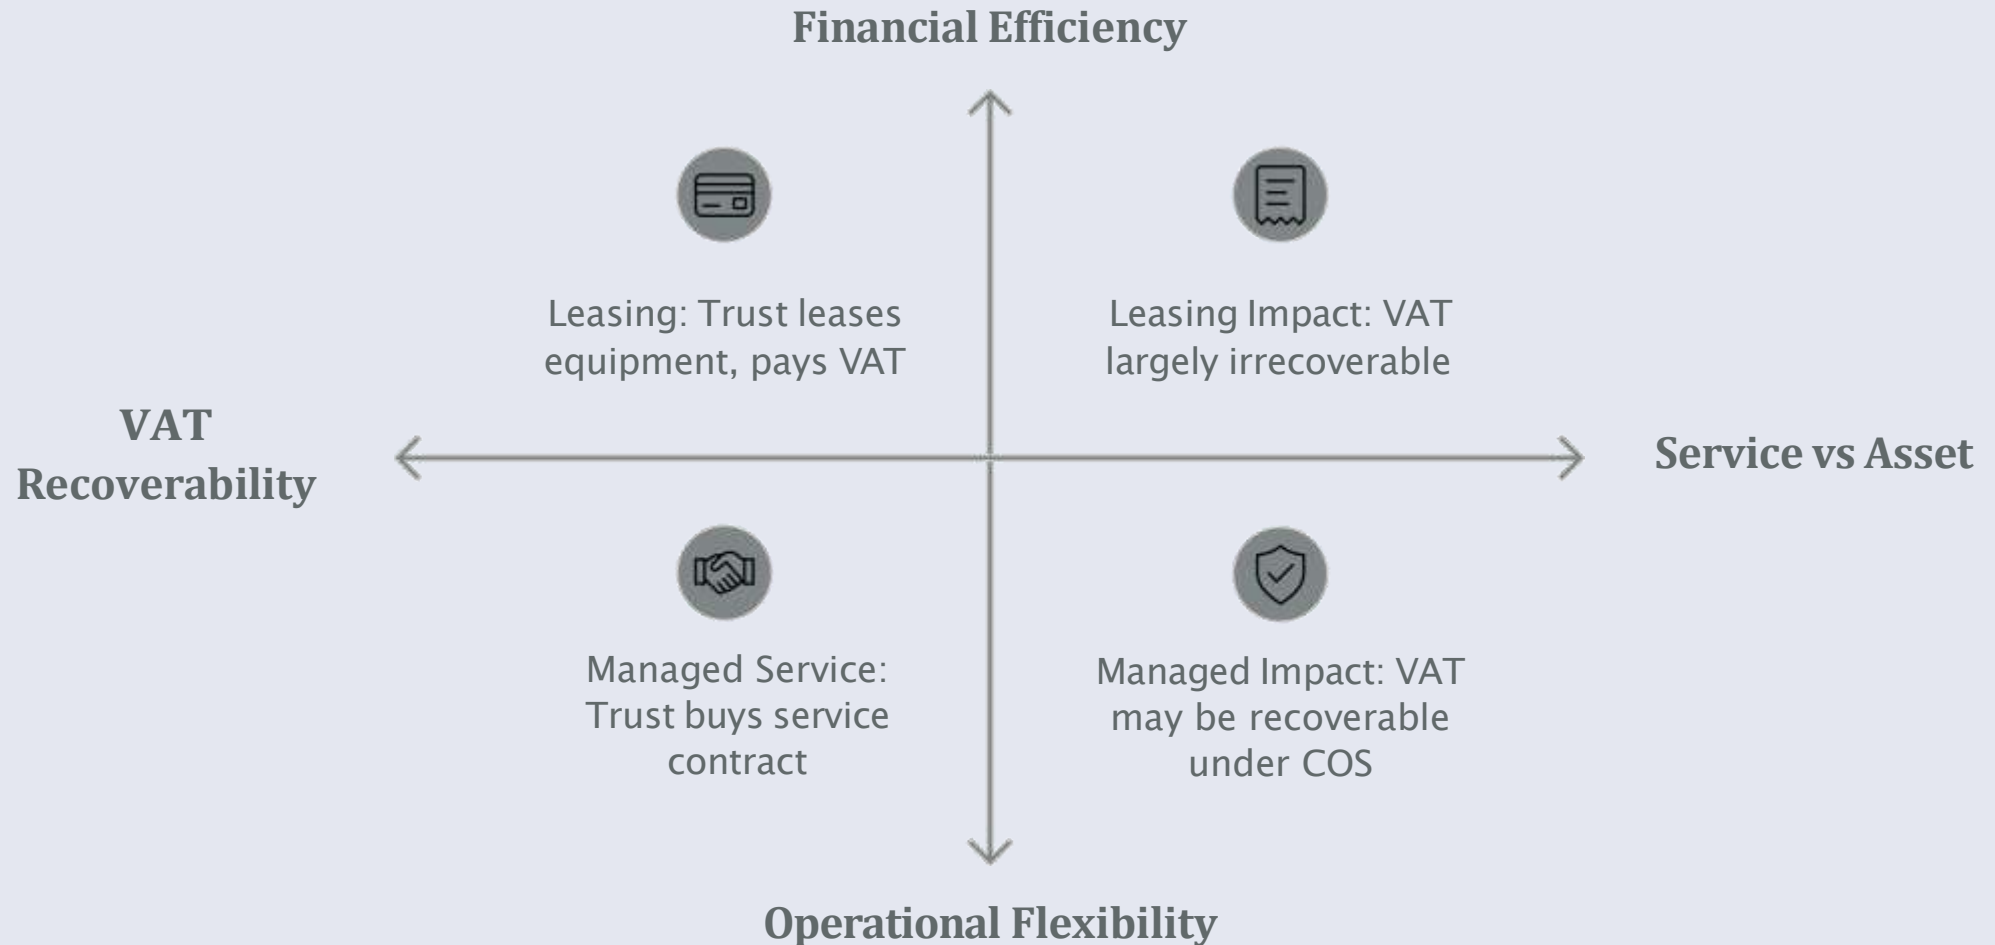 Financial Efficiency
Leasing: Trust leases
equipment, pays VAT
Leasing Impact: VAT
largely irrecoverable
VAT
Recoverability
Service vs Asset
Managed Service:
Trust buys service
contract
Managed Impact: VAT
may be recoverable
under COS
Operational Flexibility